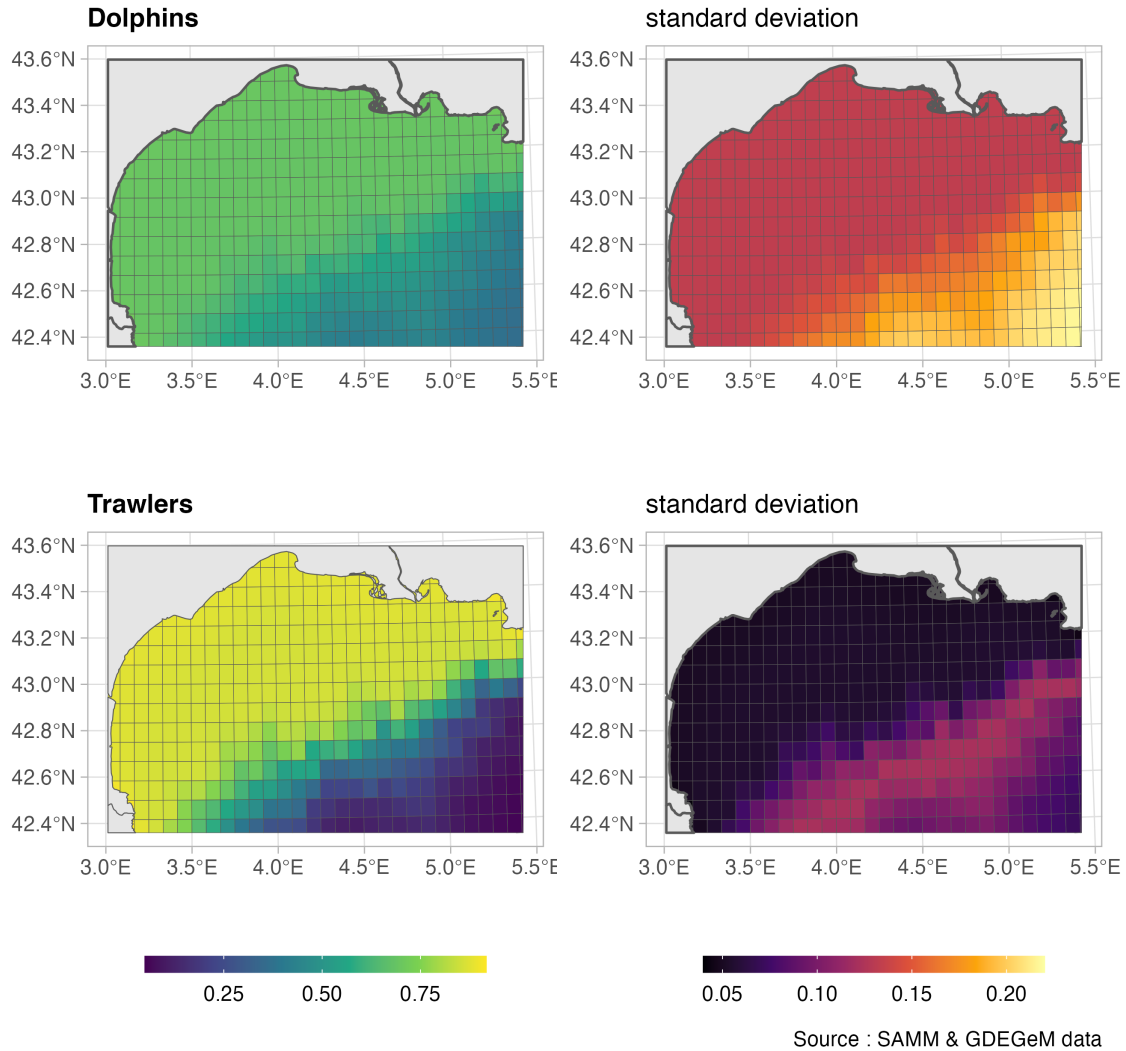 Dolphins
standard deviation
43.6°N
43.4°N
43.2°N
43.0°N
42.8°N
42.6°N
42.4°N
3.0°E 3.5°E 4.0°E 4.5°E 5.0°E 5.5°E
43.6°N
43.4°N
43.2°N
43.0°N
42.8°N
42.6°N
42.4°N
3.0°E 3.5°E 4.0°E 4.5°E 5.0°E 5.5°E
Trawlers
standard deviation
43.6°N
43.4°N
43.2°N
43.0°N
42.8°N
42.6°N
42.4°N
3.0°E 3.5°E 4.0°E 4.5°E 5.0°E 5.5°E
43.6°N
43.4°N
43.2°N
43.0°N
42.8°N
42.6°N
42.4°N
3.0°E 3.5°E 4.0°E 4.5°E 5.0°E 5.5°E
0.25 0.50 0.75
0.05 0.10 0.15 0.20
Source : SAMM & GDEGeM data